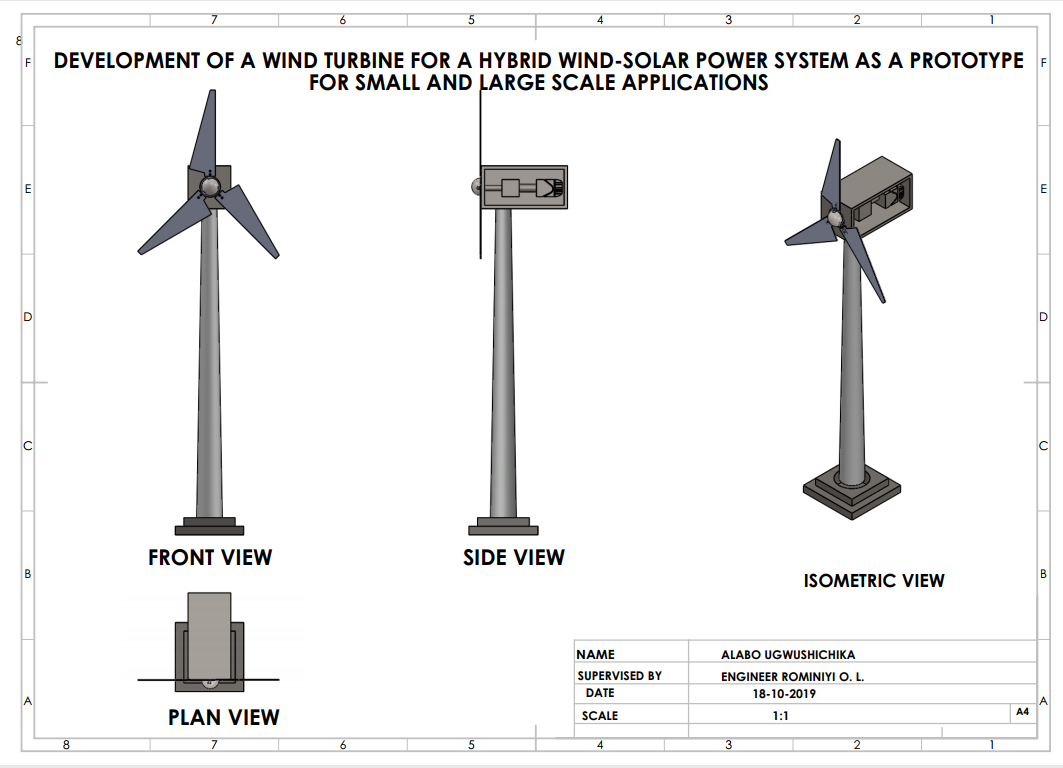 7 6 5 4 3 2 1
8
F F
DEVELOPMENT OF A WIND TURBINE FOR A HYBRID WIND-SOLAR POWER SYSTEM AS A PROTOTYPE
FOR SMALL AND LARGE SCALE APPLICATIONS
E E
D D
C C
FRONT VIEW SIDE VIEW
B B
ISOMETRIC VIEW
NAME ALABO UGWUSHICHIKA
SUPERVISED BY ENGINEER ROMINIYI O. L.
DATE 18-10-2019
A A
SCALE 1:1 A4
PLAN VIEW
8 7 6 5 4 3 2 1